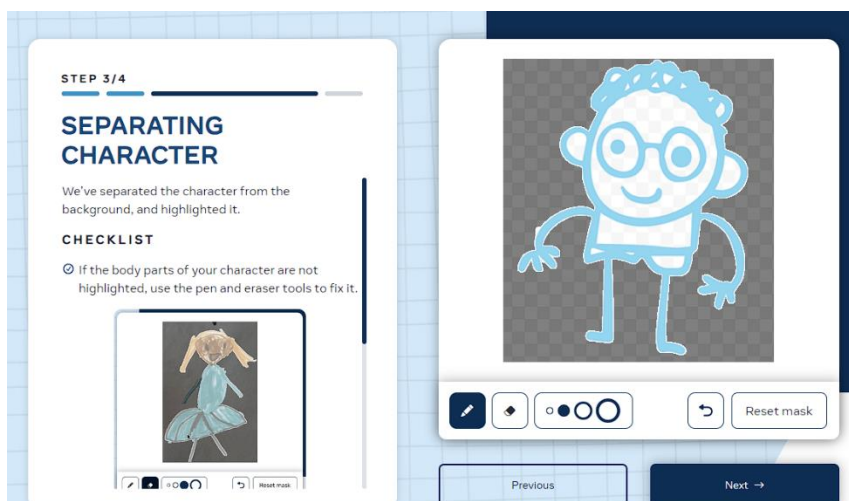 STEP 3/4
SEPARATING
CHARACTER
We've separated the character from the
background, and highlighted it.
CHECKLIST
If the body parts of your character are not
highlighted, use the pen and eraser tools to fix it.
Reset mask
Reset mask
Previous
Next →